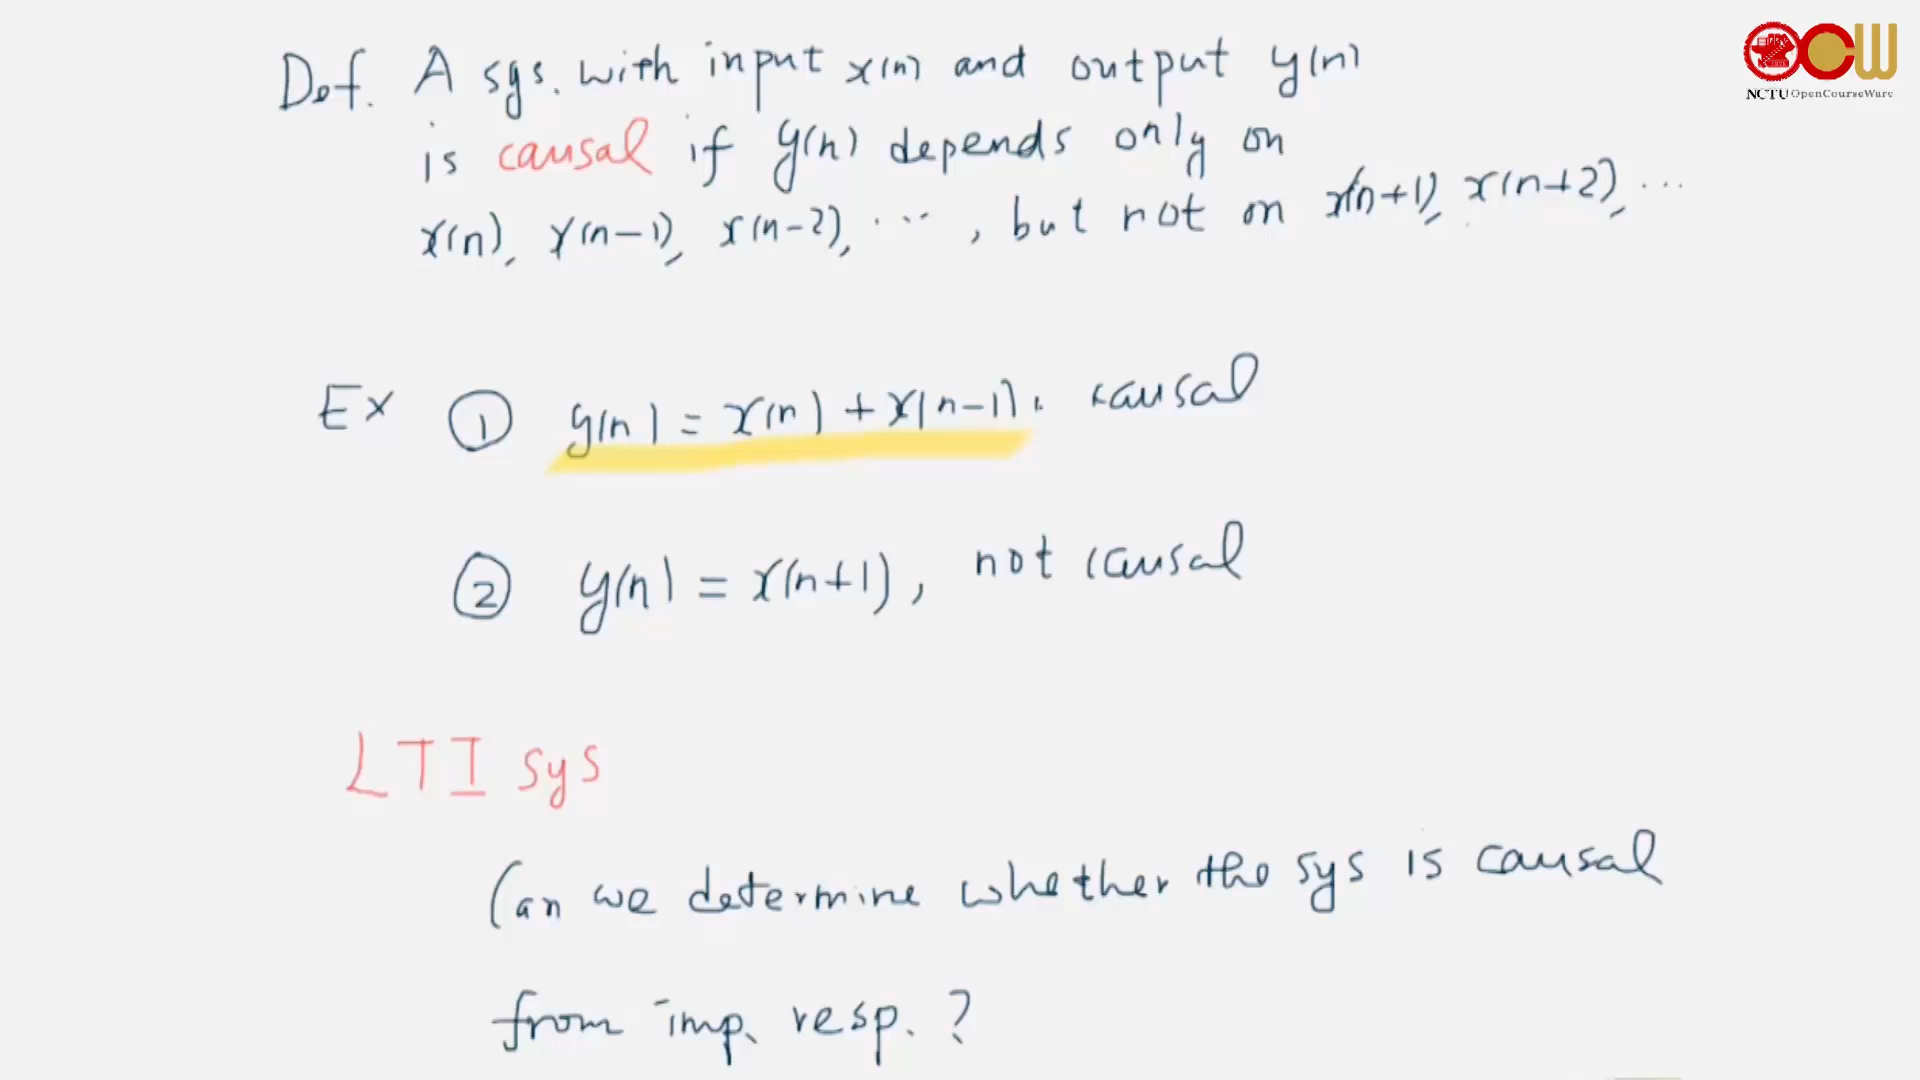 Def. A sys. with input x(n) and output y(n)
is causal if y(n) depends only on
x(n), x(n-1), x(n-2), ... , but not on x(n+1), x(n+2), ...
Ex ① y(n) = x(n) + x(n-1), causal
② y(n) = x(n+1), not causal
LTI sys
Can we determine whether the sys is causal
from imp. resp. ?
OCW
NCTU OpenCourseWare